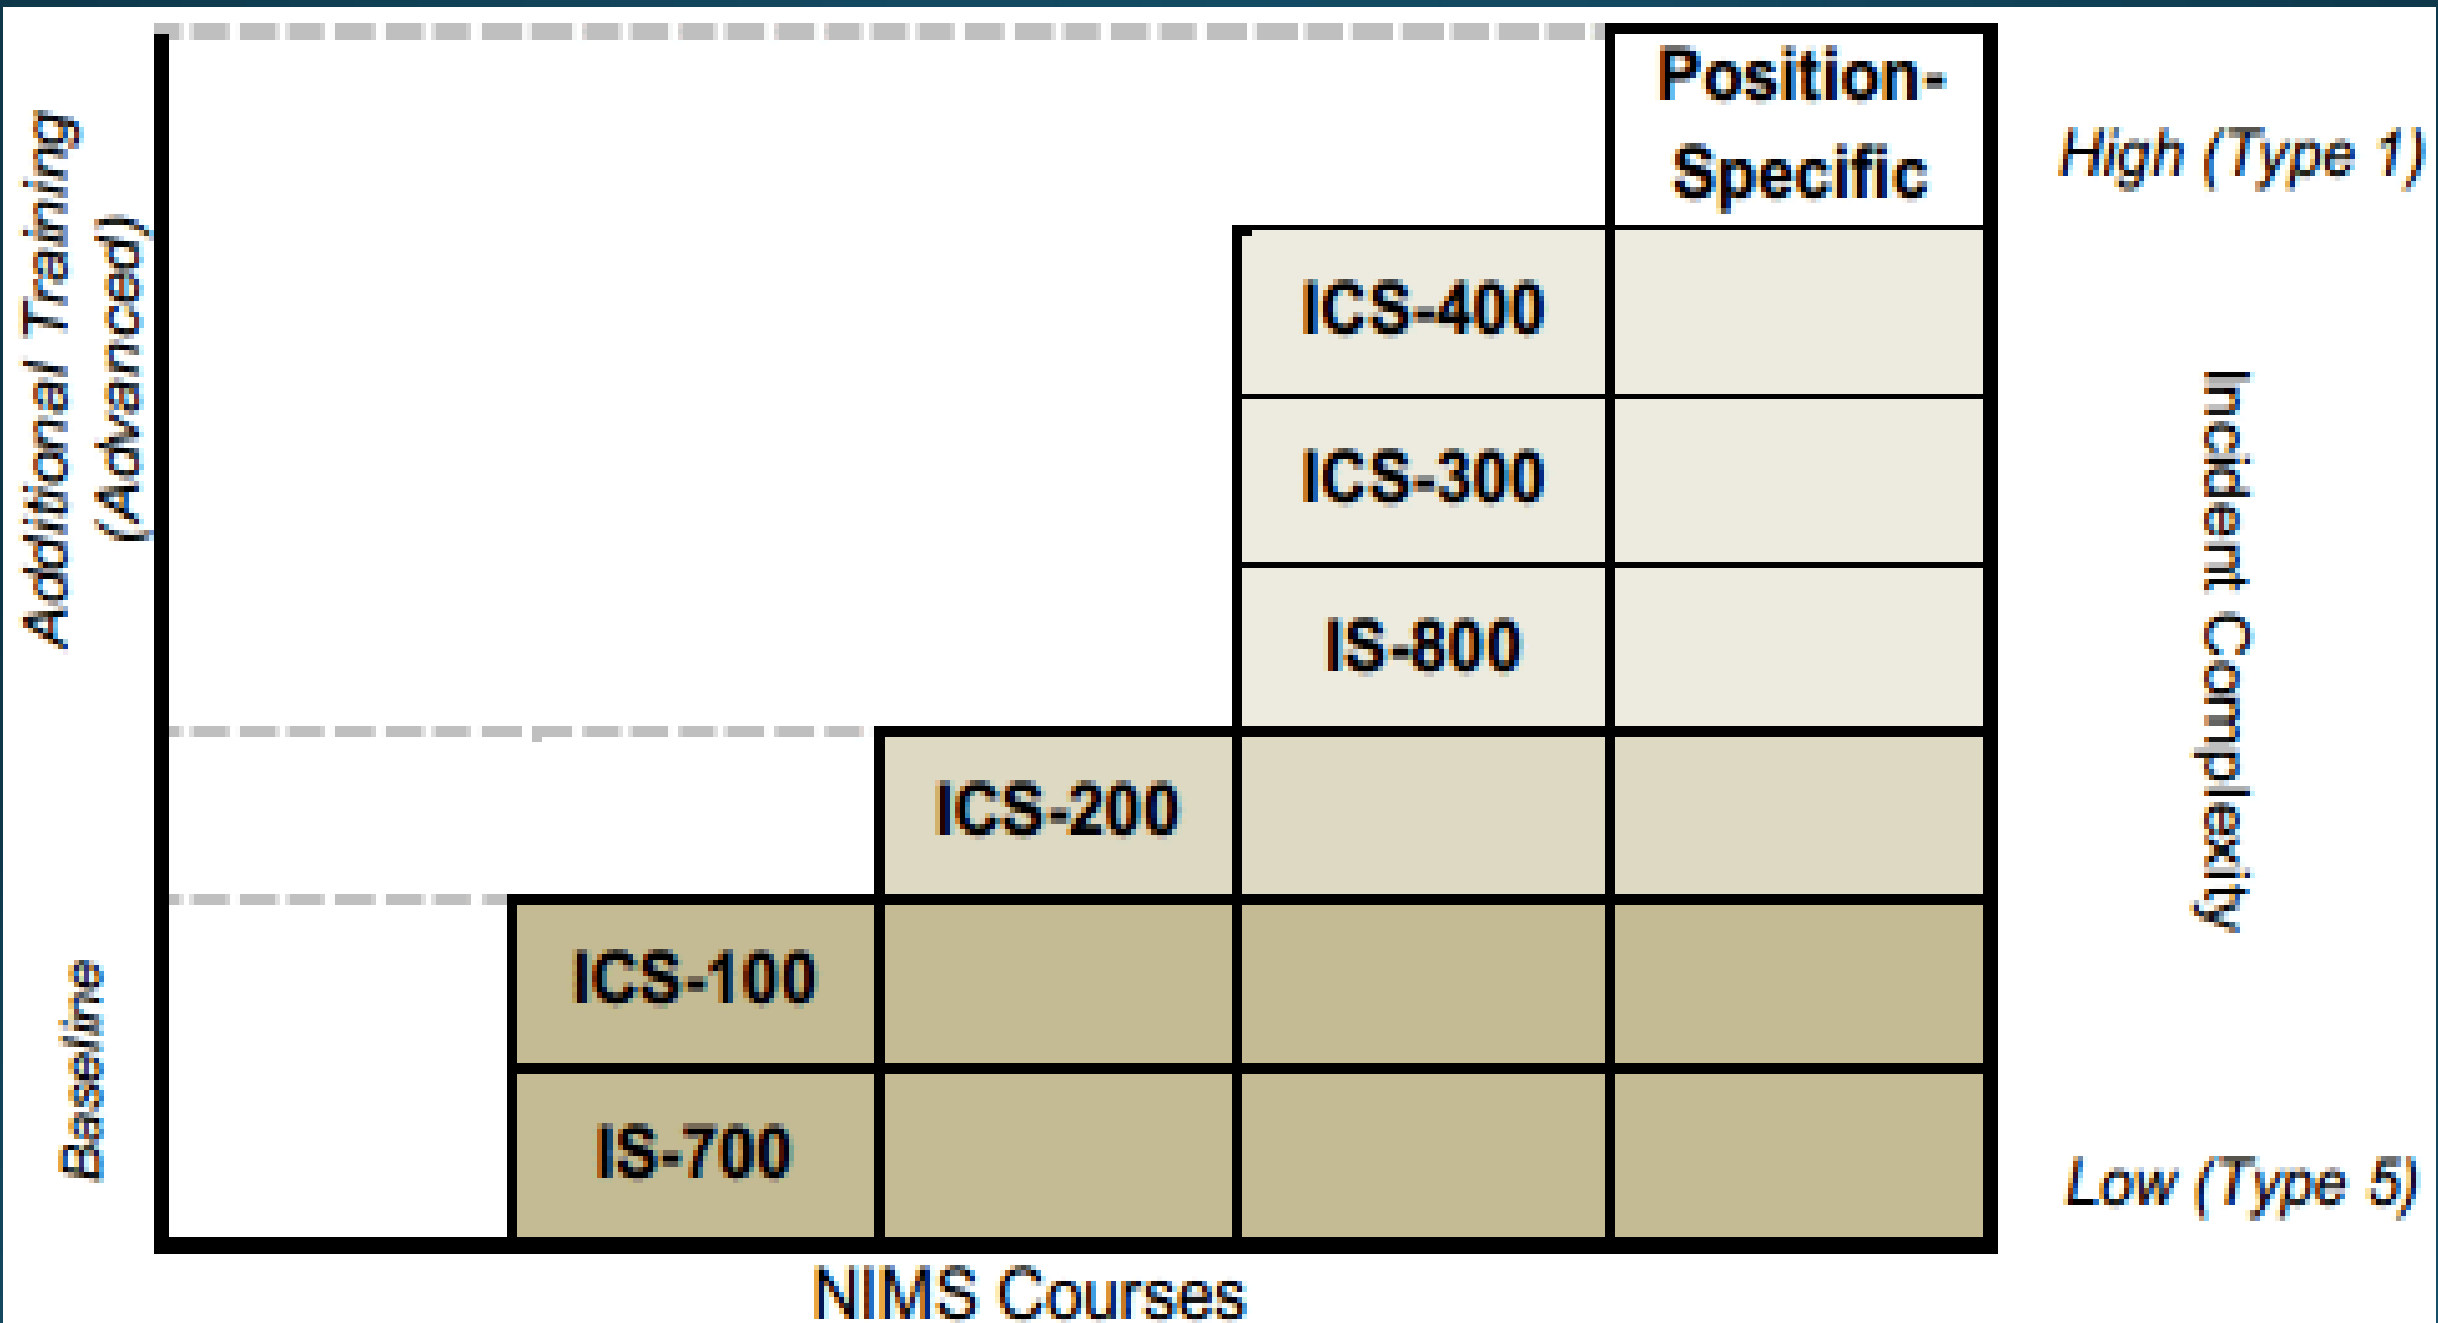 Additional Training
(Advanced)
Baseline
Position-
Specific
ICS-400
ICS-300
IS-800
ICS-200
ICS-100
IS-700
High (Type 1)
Incident Complexity
Low (Type 5)
NIMS Courses